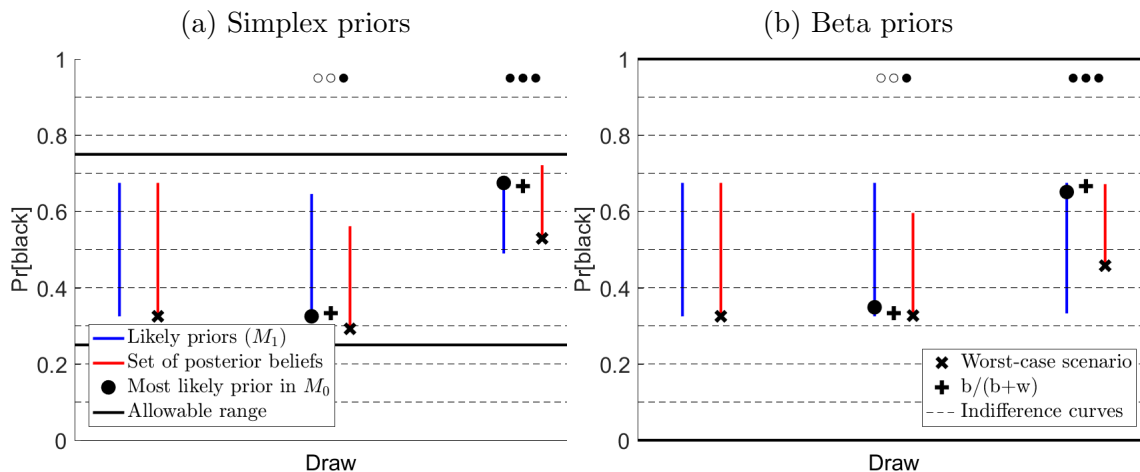 (a) Simplex priors
(b) Beta priors
Pr[black]
1
0.8
0.6
0.4
0.2
0
Likely priors (M₁)
Set of posterior beliefs
Most likely prior in M₀
Allowable range
Draw
Pr[black]
1
0.8
0.6
0.4
0.2
0
Worst-case scenario
b/(b+w)
Indifference curves
Draw